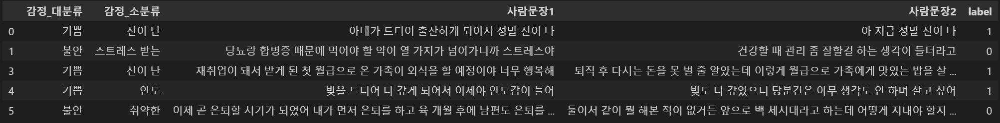 감정_대분류 감정_소분류 사람문장1 사람문장2 label
0 기쁨 신이 난 아내가 드디어 출산하게 되어서 정말 신이 나 아 지금 정말 신이 나 1
1 불안 스트레스 받는 당뇨랑 합병증 때문에 먹어야 할 약이 열 가지가 넘어가니까 스트레스야 건강할 때 관리 좀 잘할걸 하는 생각이 들더라고 0
3 기쁨 신이 난 재취업이 돼서 받게 된 첫 월급으로 온 가족이 외식을 할 예정이야 너무 행복해 퇴직 후 다시는 돈을 못 벌 줄 알았는데 이렇게 월급으로 가족에게 맛있는 밥을 살 ... 1
4 기쁨 안도 빚을 드디어 다 갚게 되어서 이제야 안도감이 들어 빚도 다 갚았으니 당분간은 아무 생각도 안 하며 살고 싶어 1
5 불안 취약한 이제 곧 은퇴할 시기가 되었어 내가 먼저 은퇴를 하고 육 개월 후에 남편도 은퇴를 ... 둘이서 같이 뭘 해본 적이 없거든 앞으로 백 세시대라고 하는데 어떻게 지내야 할지 ... 0